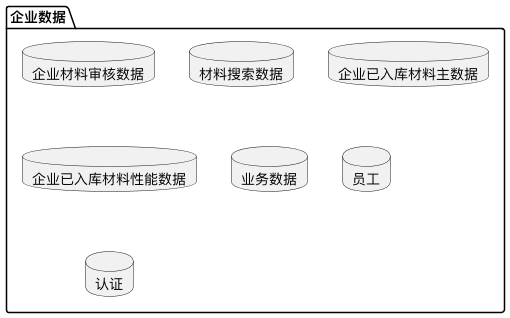 企业数据
企业材料审核数据
材料搜索数据
企业已入库材料主数据
企业已入库材料性能数据
业务数据
员工
认证